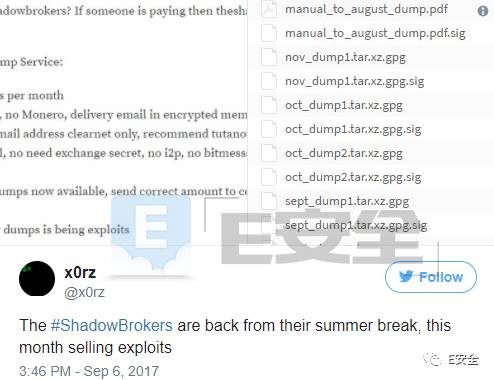 adowbrokers? If someone is paying then thesha
mp Service:
s per month
, no Monero, delivery email in encrypted mem
mail address clearnet only, recommend tutanot
l, no need exchange secret, no i2p, no bitmess
umps now available, send correct amount to co
dumps is being exploits
manual_to_august_dump.pdf
manual_to_august_dump.pdf.sig
nov_dump1.tar.xz.gpg
nov_dump1.tar.xz.gpg.sig
oct_dump1.tar.xz.gpg
oct_dump1.tar.xz.gpg.sig
oct_dump2.tar.xz.gpg
oct_dump2.tar.xz.gpg.sig
sept_dump1.tar.xz.gpg
sept_dump1.tar.xz.gpg.sig
E E安全
x0rz
@x0rz
Follow
The #ShadowBrokers are back from their summer break, this
month selling exploits
3:46 PM - Sep 6, 2017
E安全